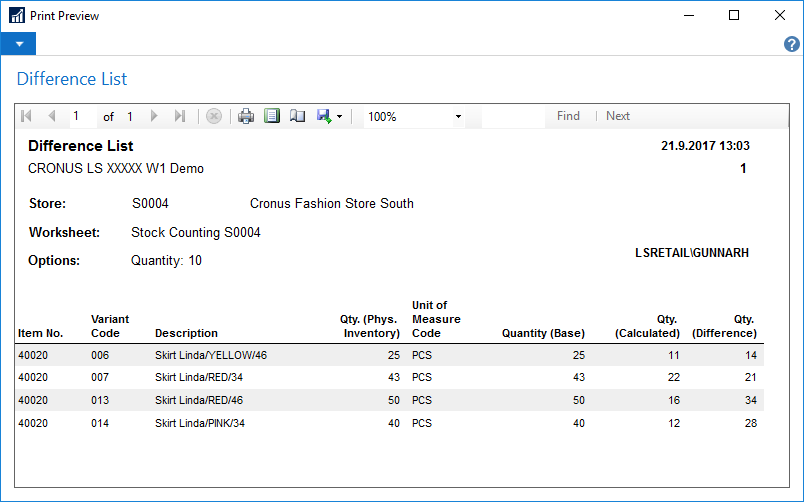 Print Preview
?
Difference List
1 of 1 100% Find Next
Difference List 21.9.2017 13:03
CRONUS LS XXXXX W1 Demo 1
Store: S0004 Cronus Fashion Store South
Worksheet: Stock Counting S0004
LSRETAIL\GUNNARH
Options: Quantity: 10
Item No. Variant Code Description Qty. (Phys. Inventory) Unit of Measure Code Quantity (Base) Qty. (Calculated) Qty. (Difference)
40020 006 Skirt Linda/YELLOW/46 25 PCS 25 11 14
40020 007 Skirt Linda/RED/34 43 PCS 43 22 21
40020 013 Skirt Linda/RED/46 50 PCS 50 16 34
40020 014 Skirt Linda/PINK/34 40 PCS 40 12 28